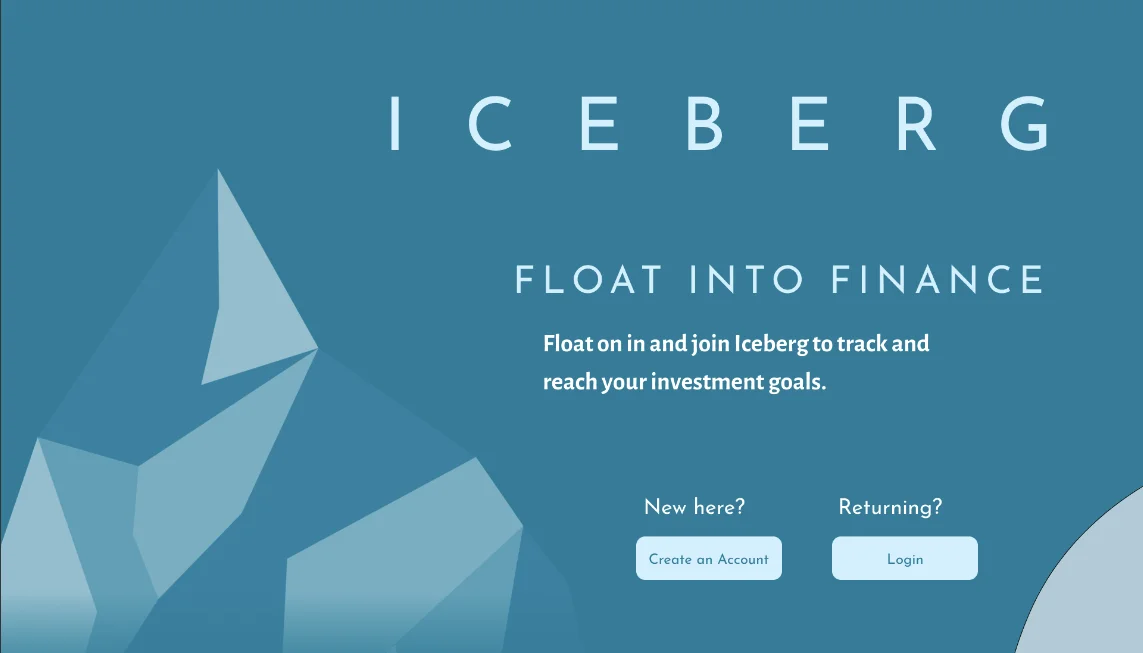 ICEBERG
FLOAT INTO FINANCE
Float on in and join Iceberg to track and
reach your investment goals.
New here? Returning?
Create an Account Login